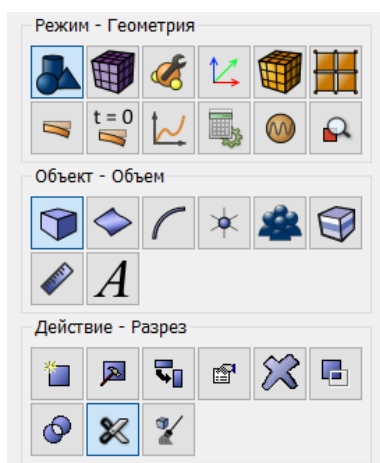 Режим - Геометрия
t = 0
Объект - Объем
A
Действие - Разрез